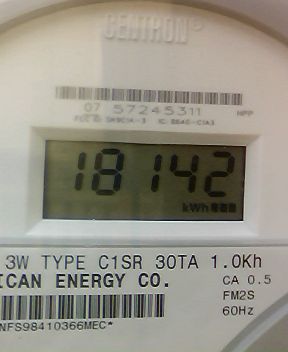 CENTRON®
07 57245311
18142
kWh
3W TYPE C1SR 30TA 1.0Kh
ICAN ENERGY CO.
CA 0.5
FM2S
60Hz
NFS98410366MEC*